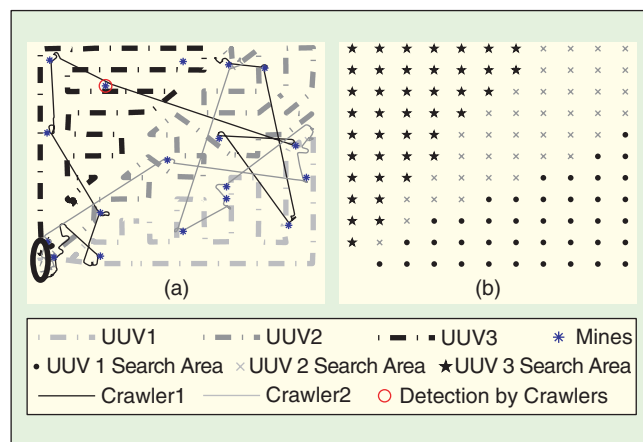 (a) (b)
UUV1 UUV2 UUV3 Mines
UUV 1 Search Area UUV 2 Search Area UUV 3 Search Area
Crawler1 Crawler2 Detection by Crawlers